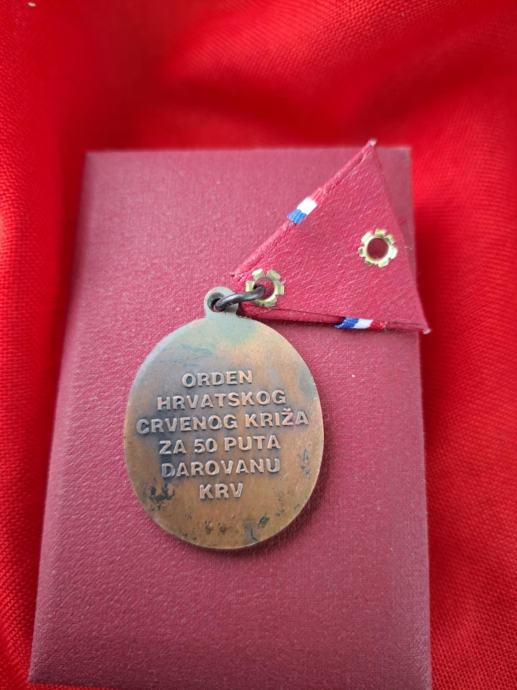 ORDEN
HRVATSKOG
CRVENOG KRIŽA
ZA 50 PUTA
DAROVANU
KRV